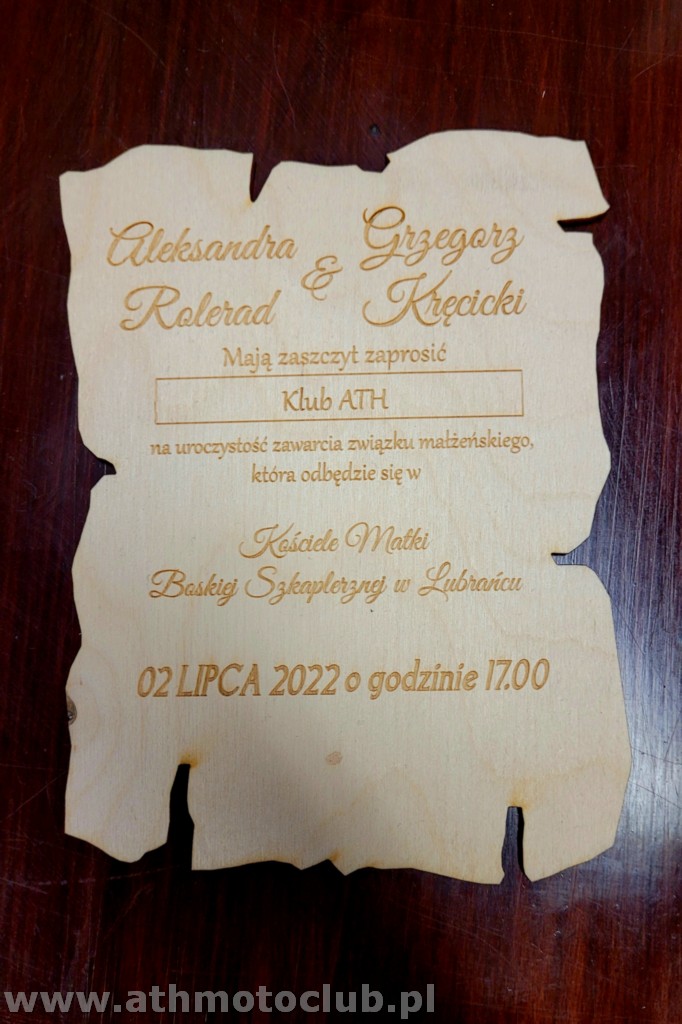 Aleksandra & Grzegorz
Rolerad Kręcicki
Mają zaszczyt zaprosić
Klub ATH
na uroczystość zawarcia związku małżeńskiego,
która odbędzie się w
Kościele Matki
Boskiej Szkaplerznej w Lubrańcu
02 LIPCA 2022 o godzinie 17.00
www.athmotoclub.pl